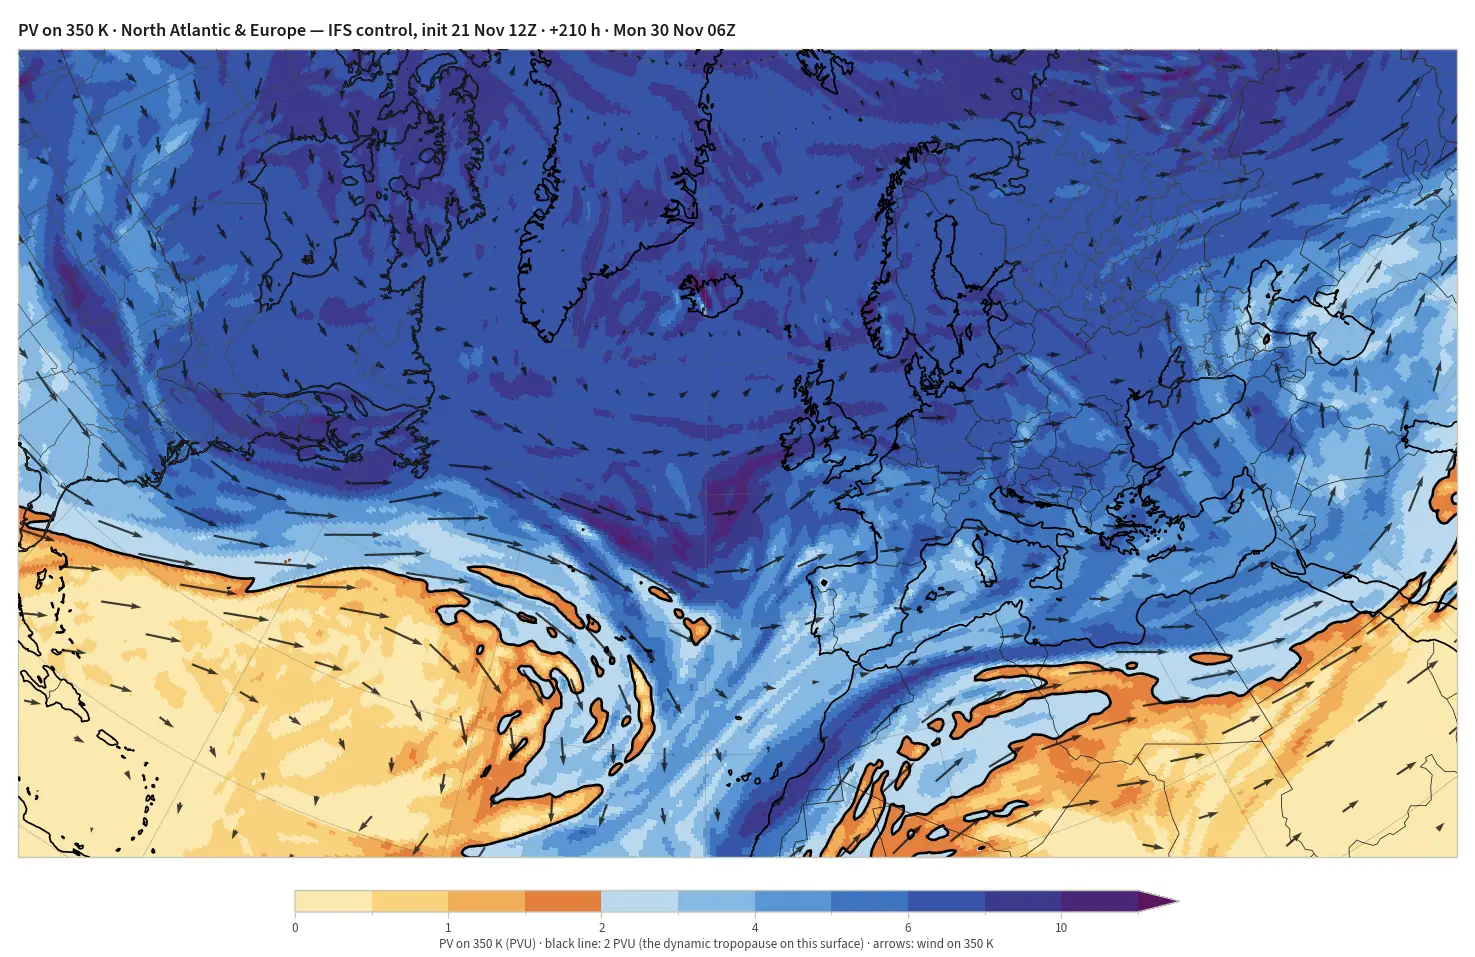 PV on 350 K · North Atlantic & Europe — IFS control, init 21 Nov 12Z · +210 h · Mon 30 Nov 06Z
0 1 2 4 6 10
PV on 350 K (PVU) · black line: 2 PVU (the dynamic tropopause on this surface) · arrows: wind on 350 K